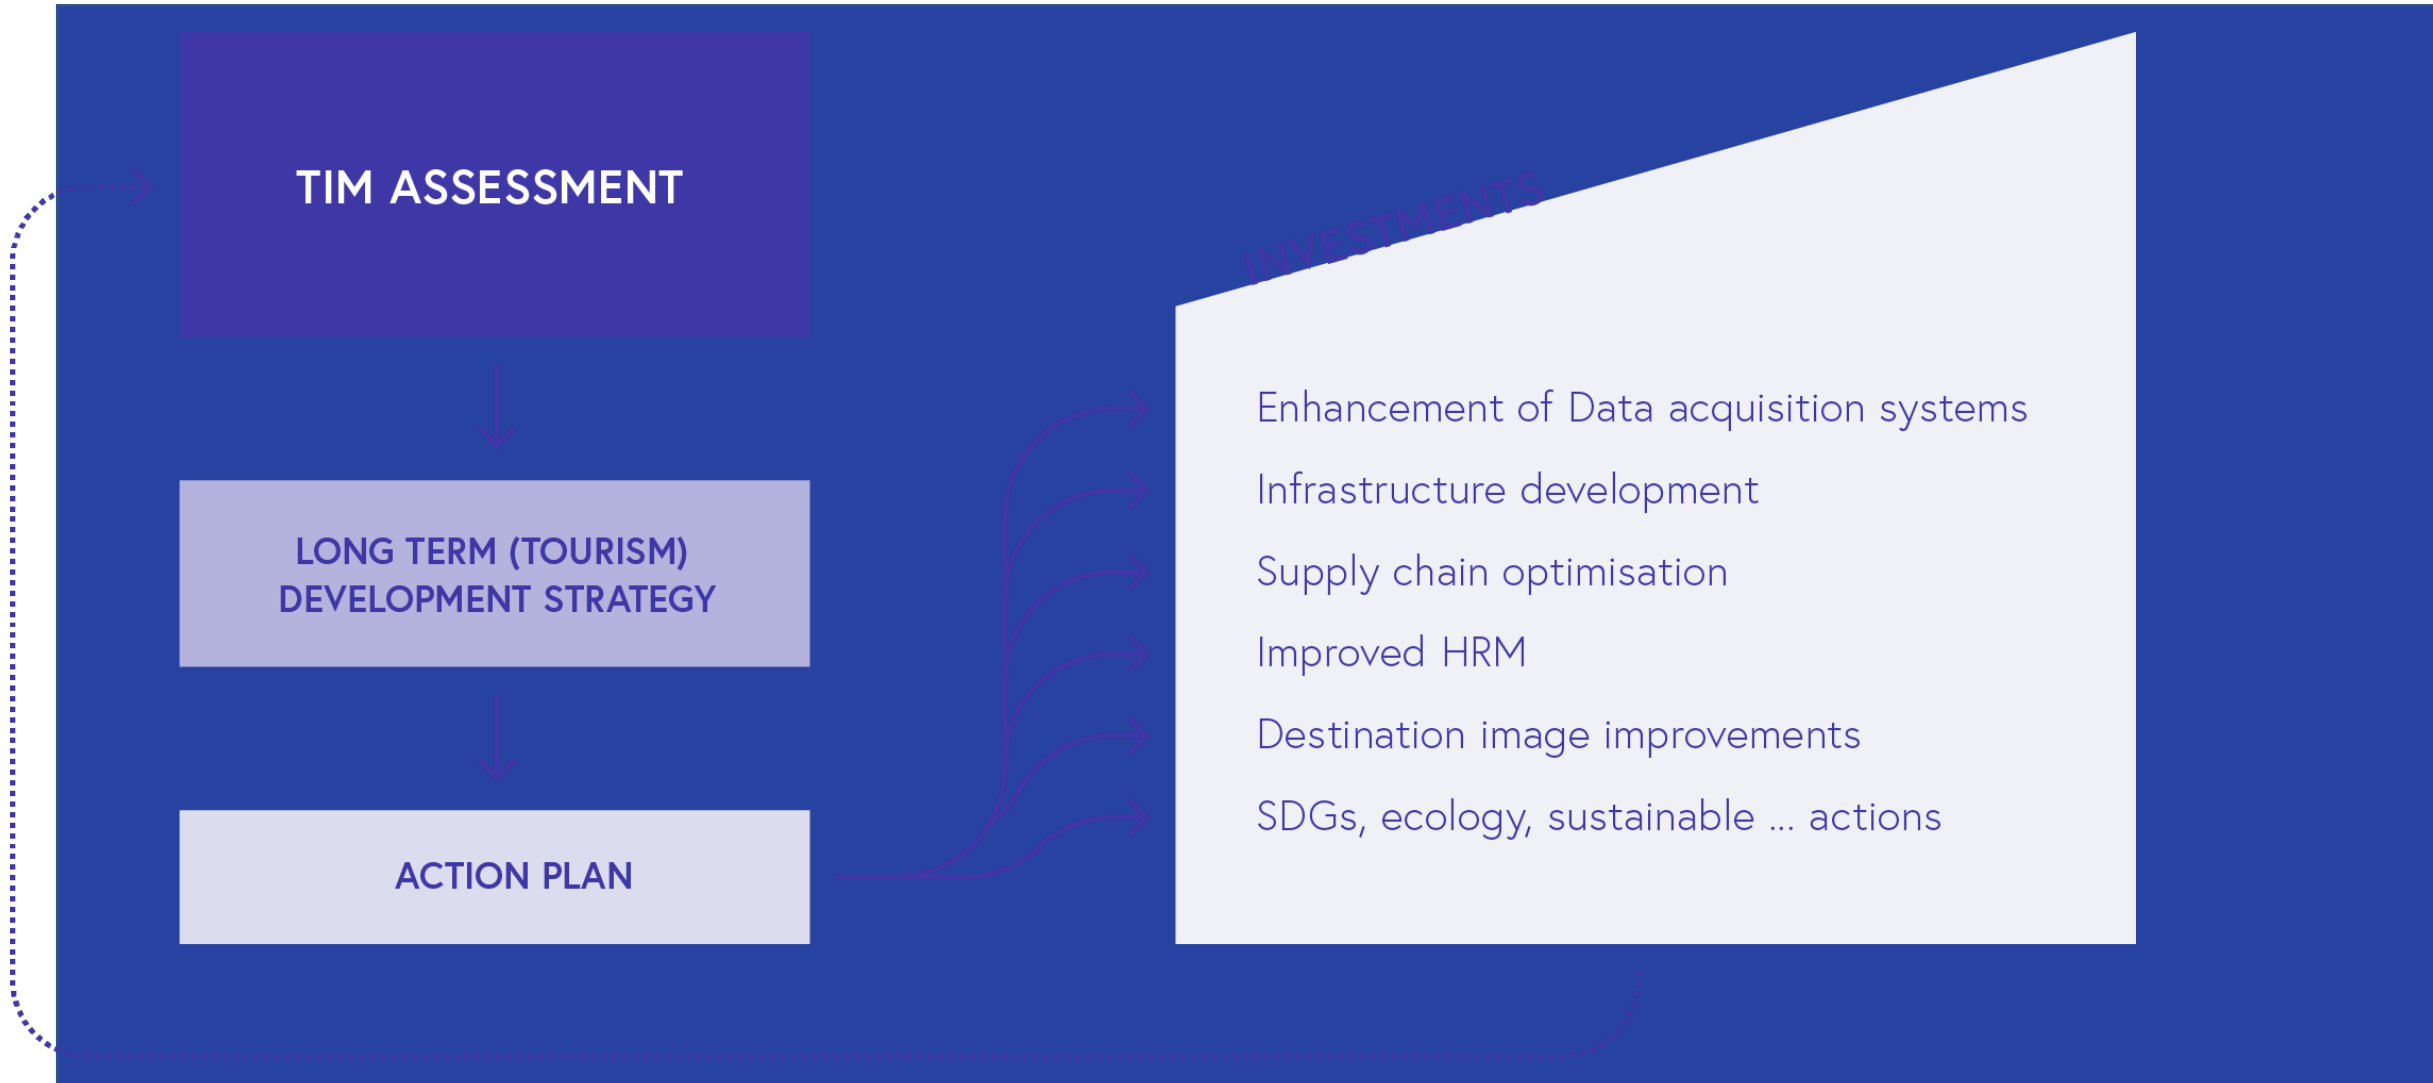 TIM ASSESSMENT
LONG TERM (TOURISM)
DEVELOPMENT STRATEGY
ACTION PLAN
INVESTMENTS
Enhancement of Data acquisition systems
Infrastructure development
Supply chain optimisation
Improved HRM
Destination image improvements
SDGs, ecology, sustainable ... actions